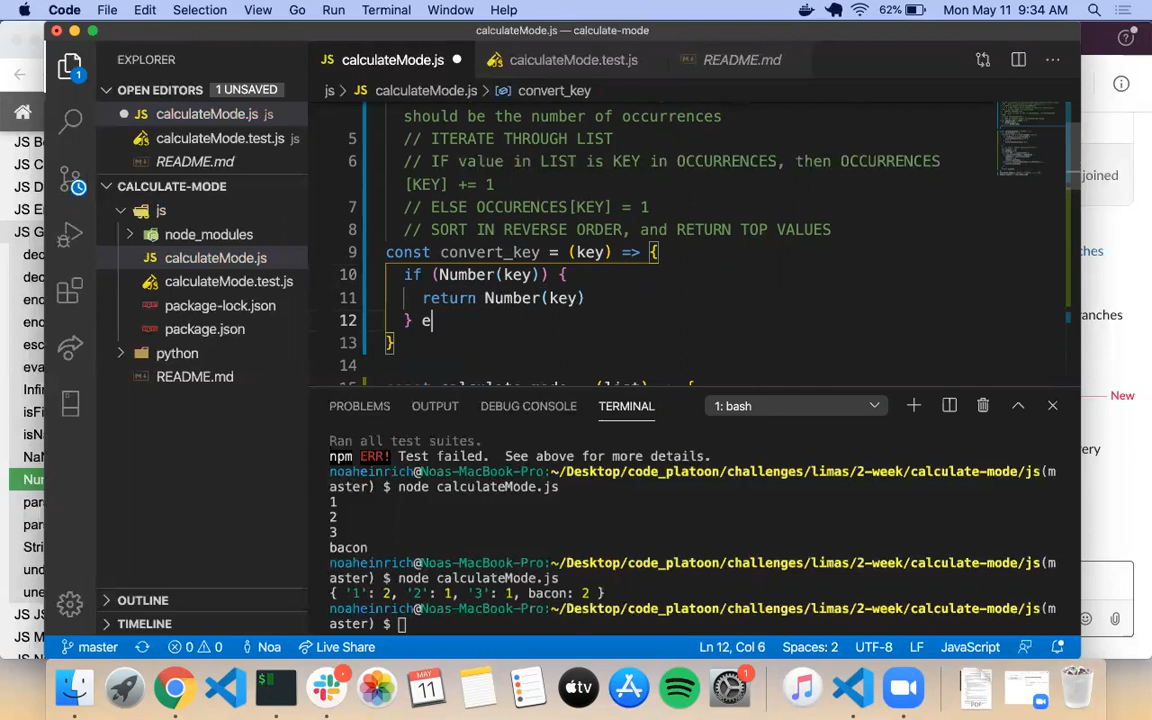 Code File Edit Selection View Go Run Terminal Window Help 62% Mon May 11 9:34 AM
calculateMode.js — calculate-mode
EXPLORER
calculateMode.js
calculateMode.test.js
README.md
OPEN EDITORS 1 UNSAVED
js > calculateMode.js > convert_key
calculateMode.js js
calculateMode.test.js js
README.md
CALCULATE-MODE
js
node_modules
calculateMode.js
calculateMode.test.js
package-lock.json
package.json
python
README.md
OUTLINE
TIMELINE
should be the number of occurrences
5 // ITERATE THROUGH LIST
6 // IF value in LIST is KEY in OCCURRENCES, then OCCURRENCES
[KEY] += 1
7 // ELSE OCCURENCES[KEY] = 1
8 // SORT IN REVERSE ORDER, and RETURN TOP VALUES
9 const convert_key = (key) => {
10 if (Number(key)) {
11 return Number(key)
12 } e
13 }
14
PROBLEMS OUTPUT DEBUG CONSOLE TERMINAL 1: bash
Ran all test suites.
npm ERR! Test failed. See above for more details.
noaheinrich@Noas-MacBook-Pro:~/Desktop/code_platoon/challenges/limas/2-week/calculate-mode/js(m
aster) $ node calculateMode.js
1
2
3
bacon
noaheinrich@Noas-MacBook-Pro:~/Desktop/code_platoon/challenges/limas/2-week/calculate-mode/js(m
aster) $ node calculateMode.js
{ '1': 2, '2': 1, '3': 1, bacon: 2 }
noaheinrich@Noas-MacBook-Pro:~/Desktop/code_platoon/challenges/limas/2-week/calculate-mode/js(m
aster) $
master 0 0 Noa Live Share Ln 12, Col 6 Spaces: 2 UTF-8 LF JavaScript
joined
New